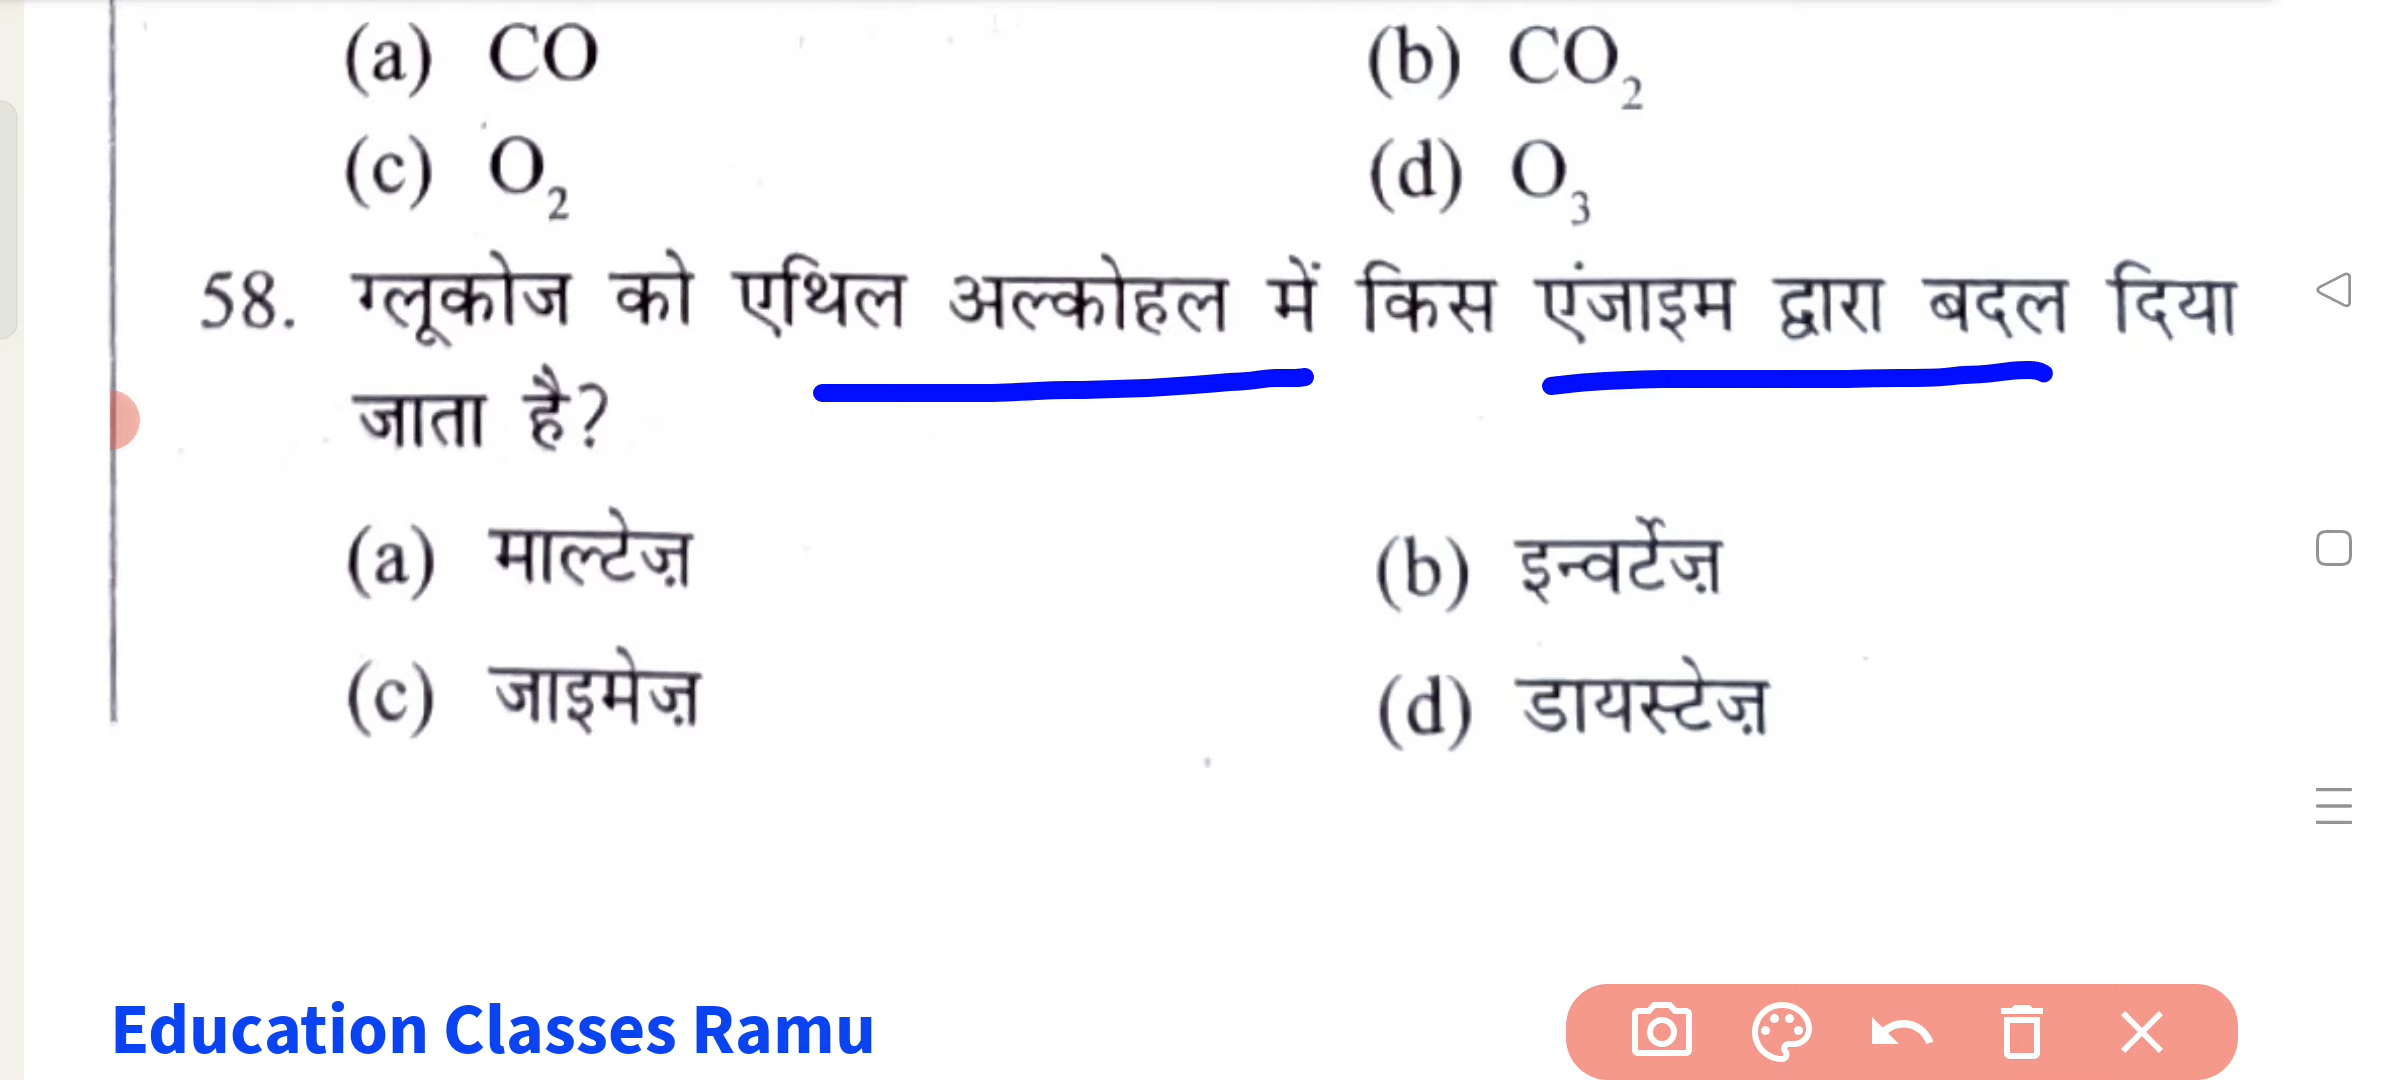 (a) CO (b) CO₂
(c) O₂ (d) O₃
58. ग्लूकोज को एथिल अल्कोहल में किस एंजाइम द्वारा बदल दिया
जाता है?
(a) माल्टेज़ (b) इन्वर्टेज़
(c) जाइमेज़ (d) डायस्टेज़
Education Classes Ramu